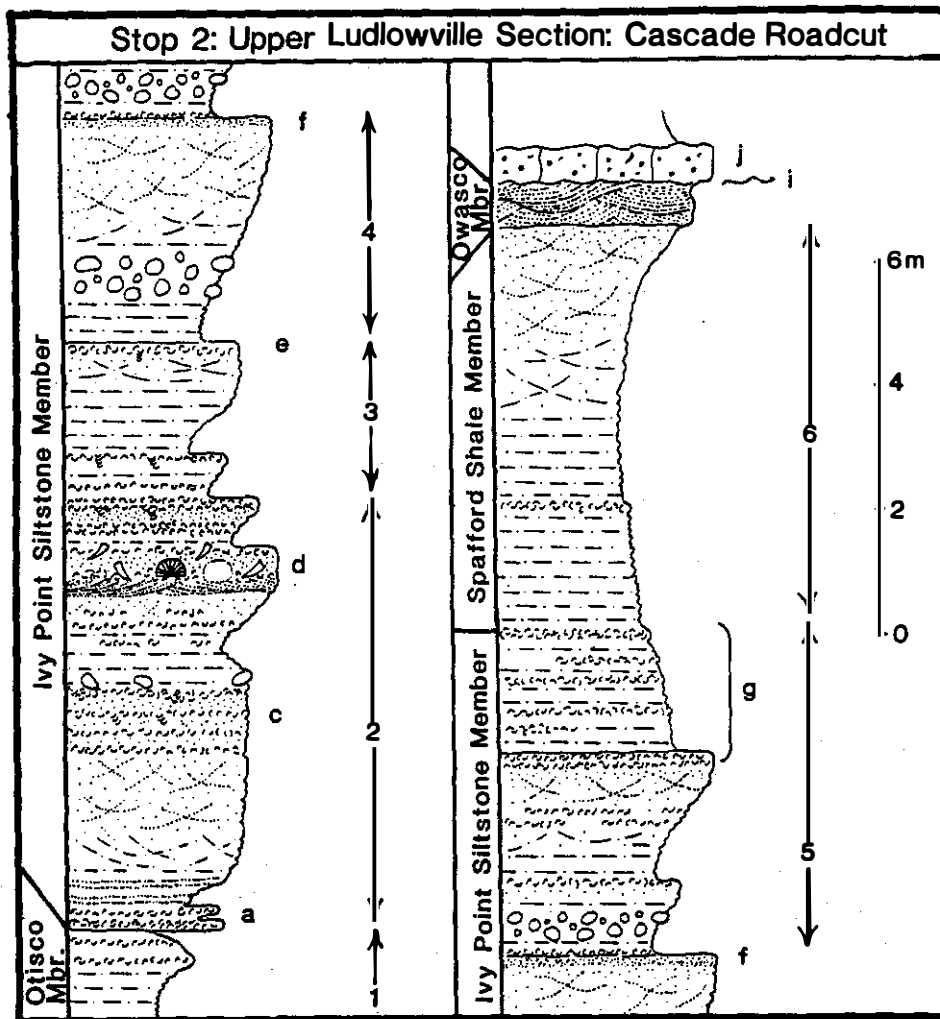 Stop 2: Upper Ludlowville Section: Cascade Roadcut
Ivy Point Siltstone Member
Otisco
Mbr.
f
4
e
3
d
c
2
a
1
Owasco
Mbr.
Spafford Shale Member
Ivy Point Siltstone Member
j
i
6m
4
6
2
0
g
5
f